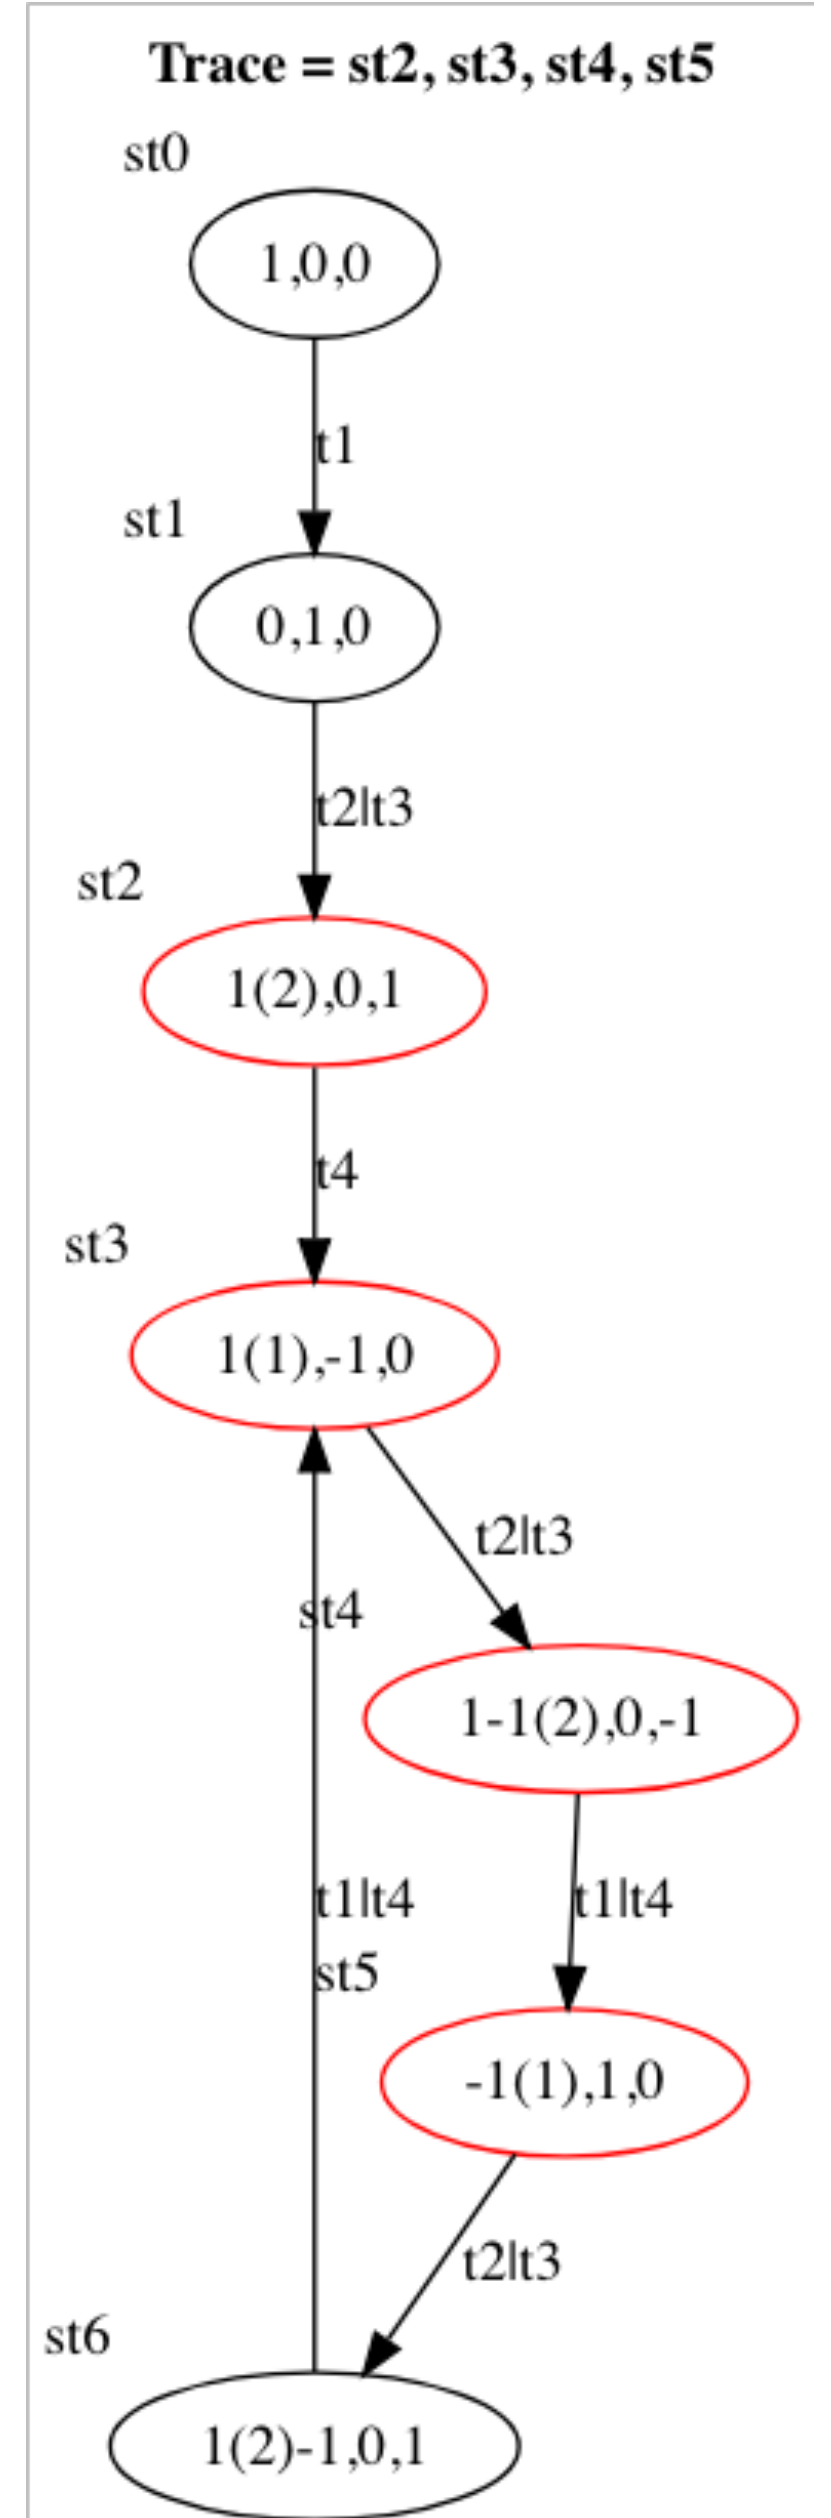 Trace = st2, st3, st4, st5
st0
1,0,0
t1
st1
0,1,0
t2|t3
st2
1(2),0,1
t4
st3
1(1),-1,0
t2|t3
st4
1-1(2),0,-1
t1|t4
t1|t4
st5
-1(1),1,0
t2|t3
st6
1(2)-1,0,1